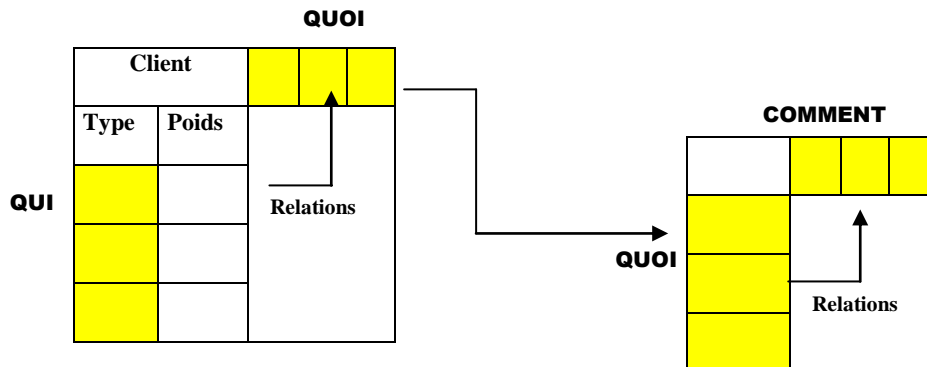 QUOI
Client
Type Poids
QUI
Relations
COMMENT
QUOI
Relations